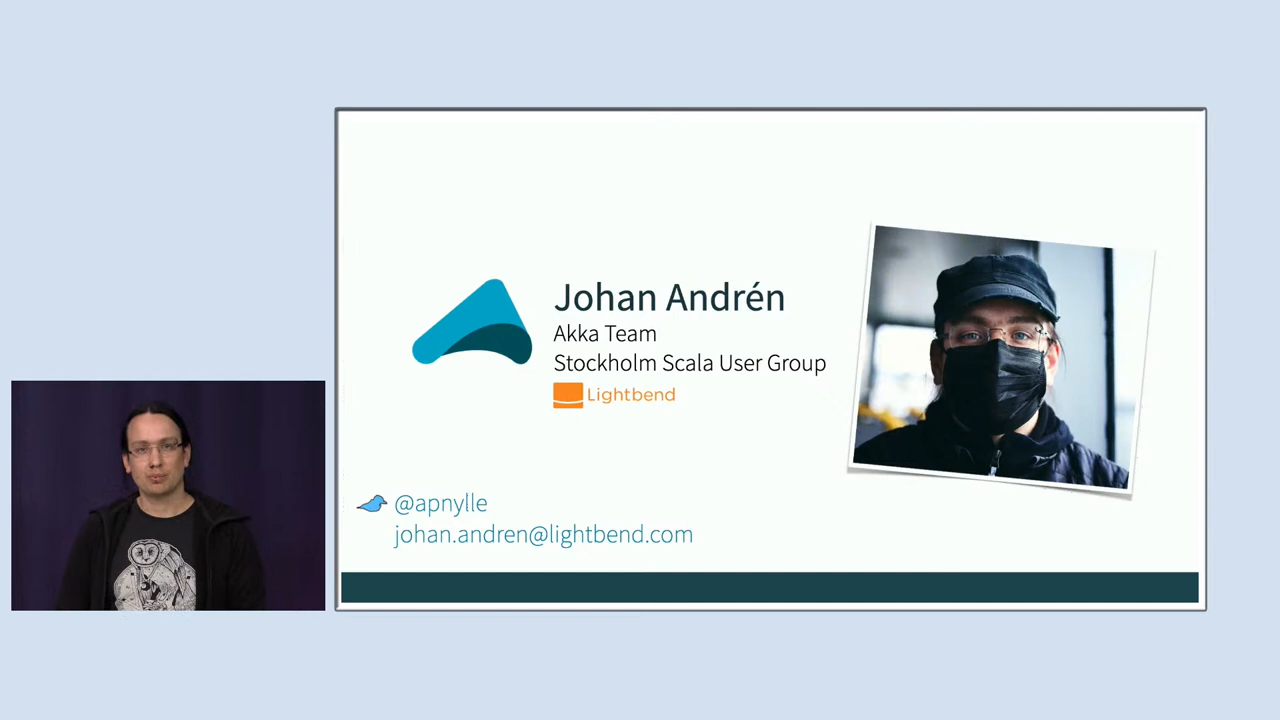 Johan Andrén
Akka Team
Stockholm Scala User Group
Lightbend
@apnylle
johan.andren@lightbend.com